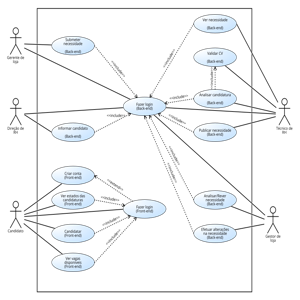 Ver necessidade
(Back-end)
Submeter
necessidade
(Back-end)
Validar CV
(Back-end)
Gerente de
loja
Analisar candidatura
(Back-end)
Fazer login
(Back-end)
Direção de
RH
Informar candidato
(Back-end)
Publicar necessidade
(Back-end)
Técnico de
RH
Criar conta
(Front-end)
Ver estados das
candidaturas
(Front-end)
Analisar/Rever
necessidade
(Back-end)
Fazer login
(Front-end)
Candidato
Candidatar
(Front-end)
Efetuar alterações
na necessidade
(Back-end)
Gestor de
loja
Ver vagas
disponíveis
(Front-end)
<<include>>
<<include>>
<<include>>
<<include>>